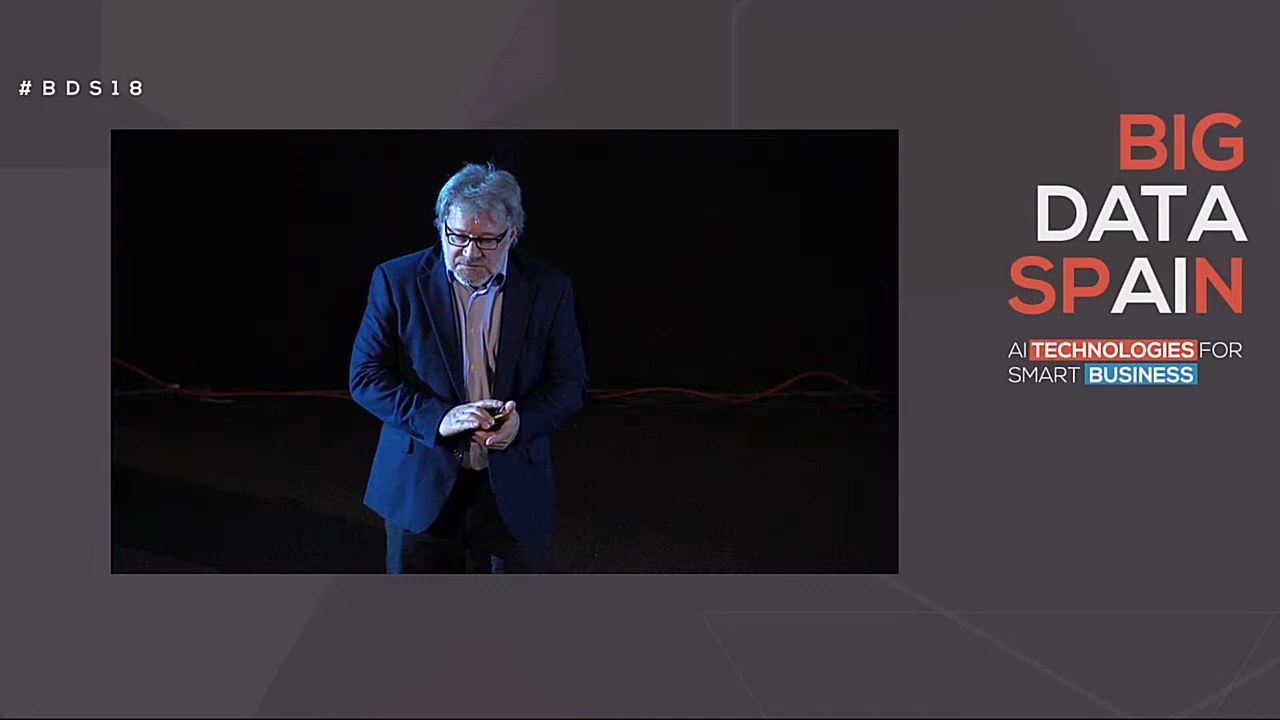 #BDS18
BIG
DATA
SPAIN
AI TECHNOLOGIES FOR
SMART BUSINESS